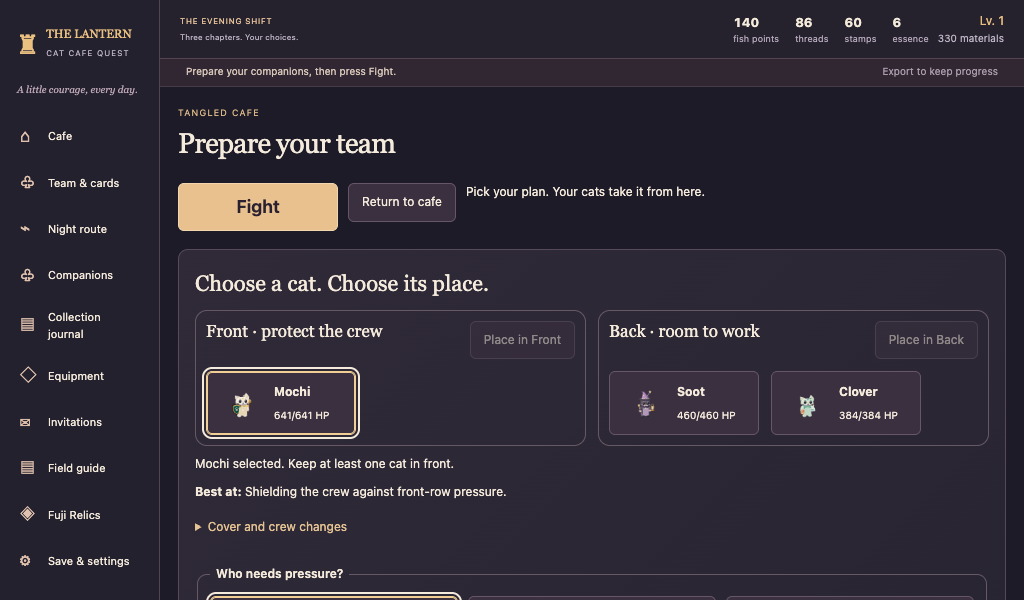 THE LANTERN
CAT CAFE QUEST
A little courage, every day.
Cafe
Team & cards
Night route
Companions
Collection
journal
Equipment
Invitations
Field guide
Fuji Relics
Save & settings
THE EVENING SHIFT
Three chapters. Your choices.
140
fish points
86
threads
60
stamps
6
essence
Lv. 1
330 materials
Prepare your companions, then press Fight.
Export to keep progress
TANGLED CAFE
Prepare your team
Fight
Return to cafe
Pick your plan. Your cats take it from here.
Choose a cat. Choose its place.
Front · protect the crew
Place in Front
Mochi
641/641 HP
Back · room to work
Place in Back
Soot
460/460 HP
Clover
384/384 HP
Mochi selected. Keep at least one cat in front.
Best at: Shielding the crew against front-row pressure.
Cover and crew changes
Who needs pressure?